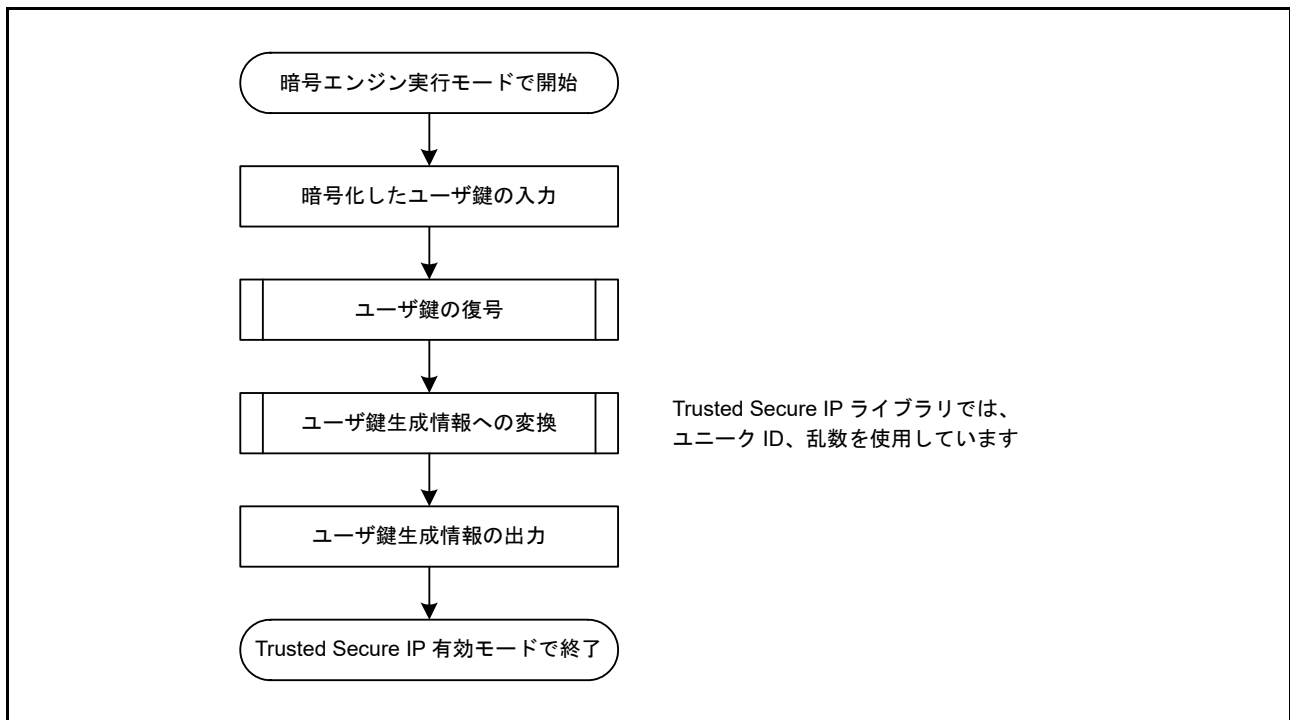 暗号エンジン実行モードで開始
暗号化したユーザ鍵の入力
ユーザ鍵の復号
ユーザ鍵生成情報への変換
Trusted Secure IP ライブラリでは、
ユニーク ID、乱数を使用しています
ユーザ鍵生成情報の出力
Trusted Secure IP 有効モードで終了